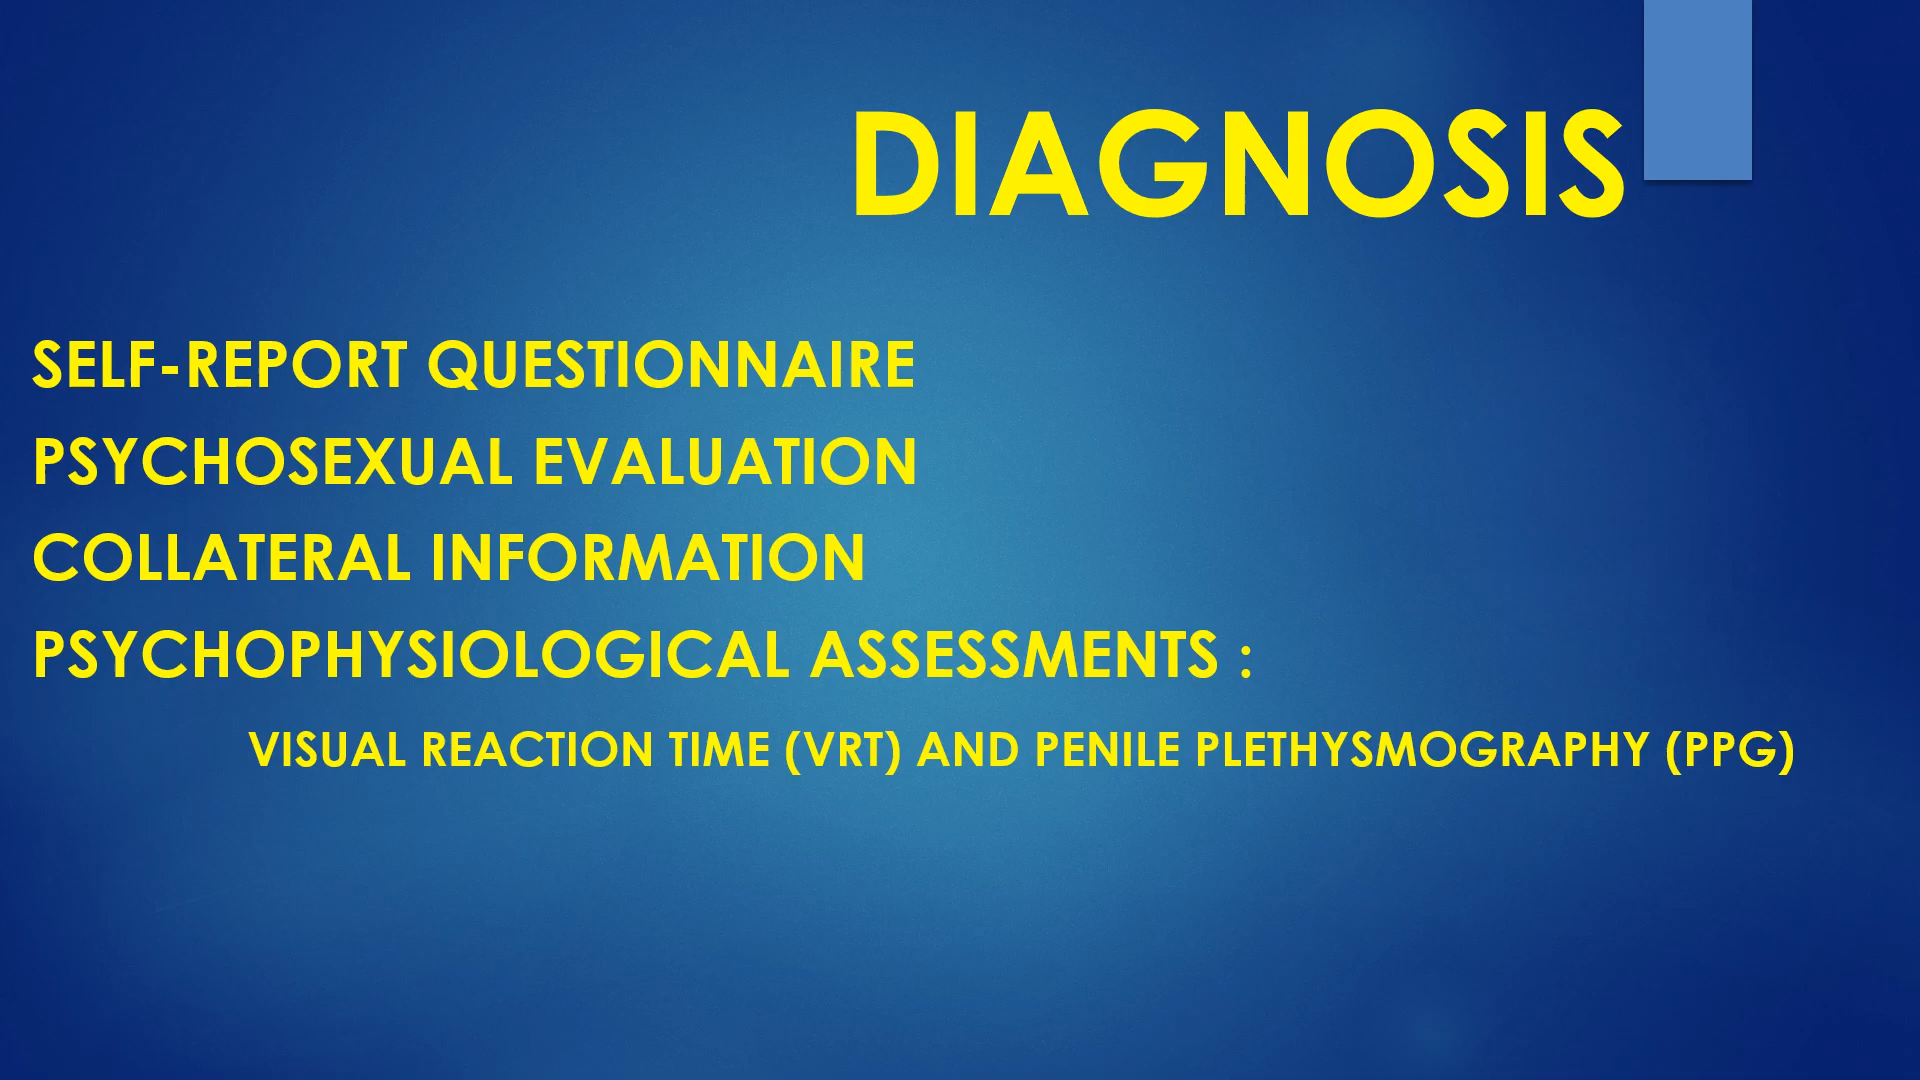 DIAGNOSIS
SELF-REPORT QUESTIONNAIRE
PSYCHOSEXUAL EVALUATION
COLLATERAL INFORMATION
PSYCHOPHYSIOLOGICAL ASSESSMENTS :
VISUAL REACTION TIME (VRT) AND PENILE PLETHYSMOGRAPHY (PPG)